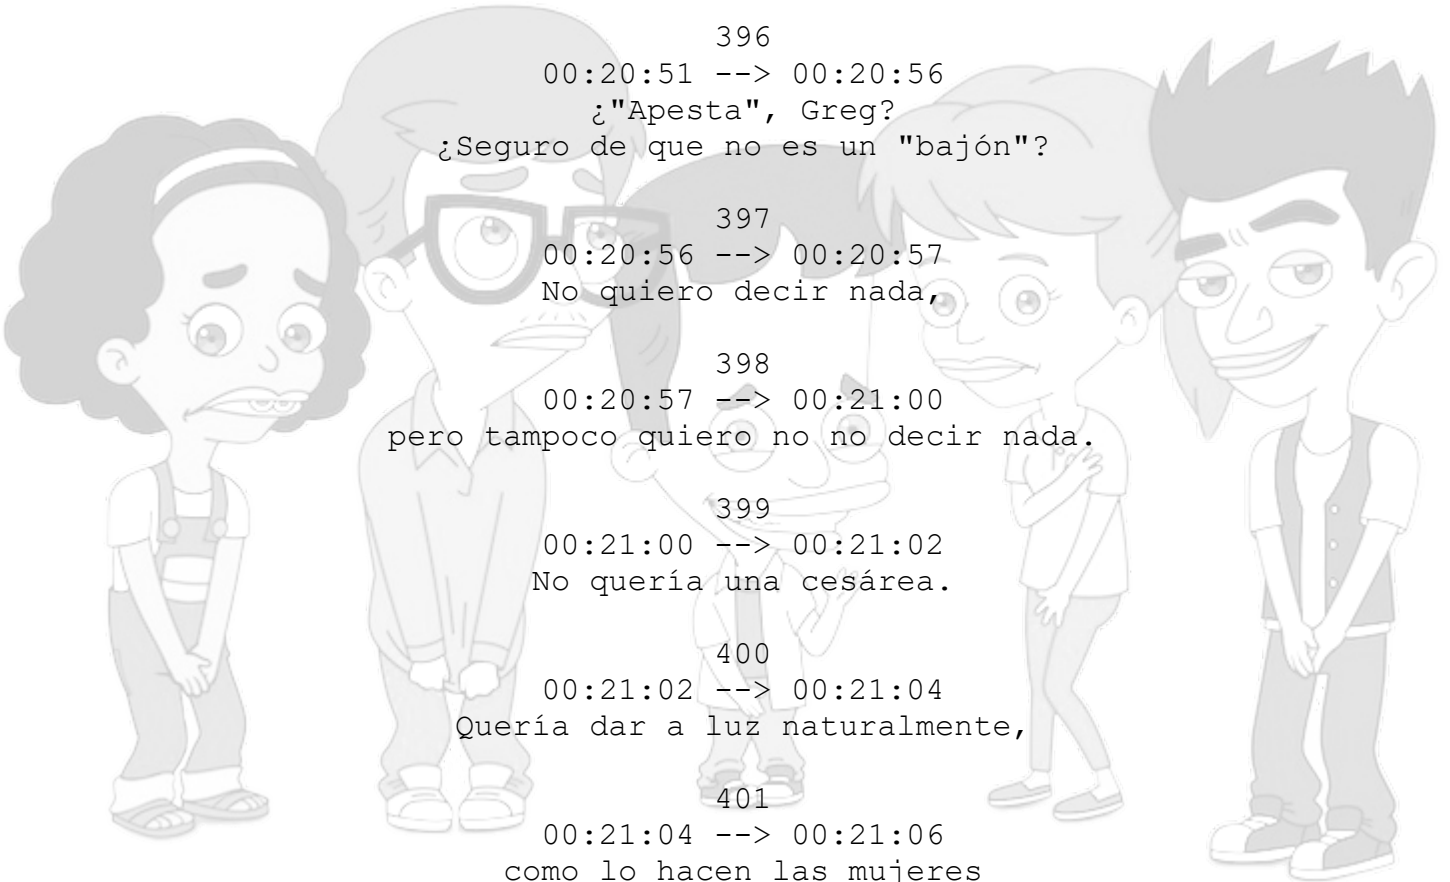 396
00:20:51 --> 00:20:56
¿"Apesta", Greg?
¿Seguro de que no es un "bajón"?
397
00:20:56 --> 00:20:57
No quiero decir nada,
398
00:20:57 --> 00:21:00
pero tampoco quiero no no decir nada.
399
00:21:00 --> 00:21:02
No quería una cesárea.
400
00:21:02 --> 00:21:04
Quería dar a luz naturalmente,
401
00:21:04 --> 00:21:06
como lo hacen las mujeres